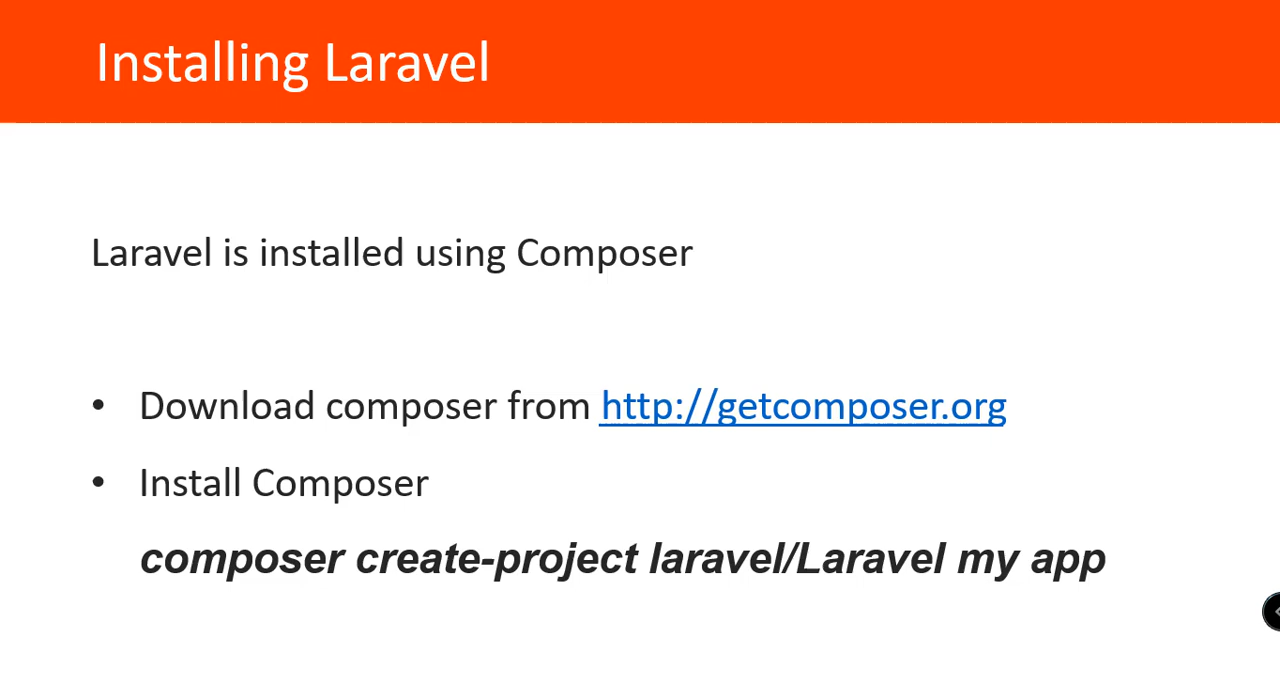 Installing Laravel
Laravel is installed using Composer
• Download composer from http://getcomposer.org
• Install Composer
composer create-project laravel/Laravel my app